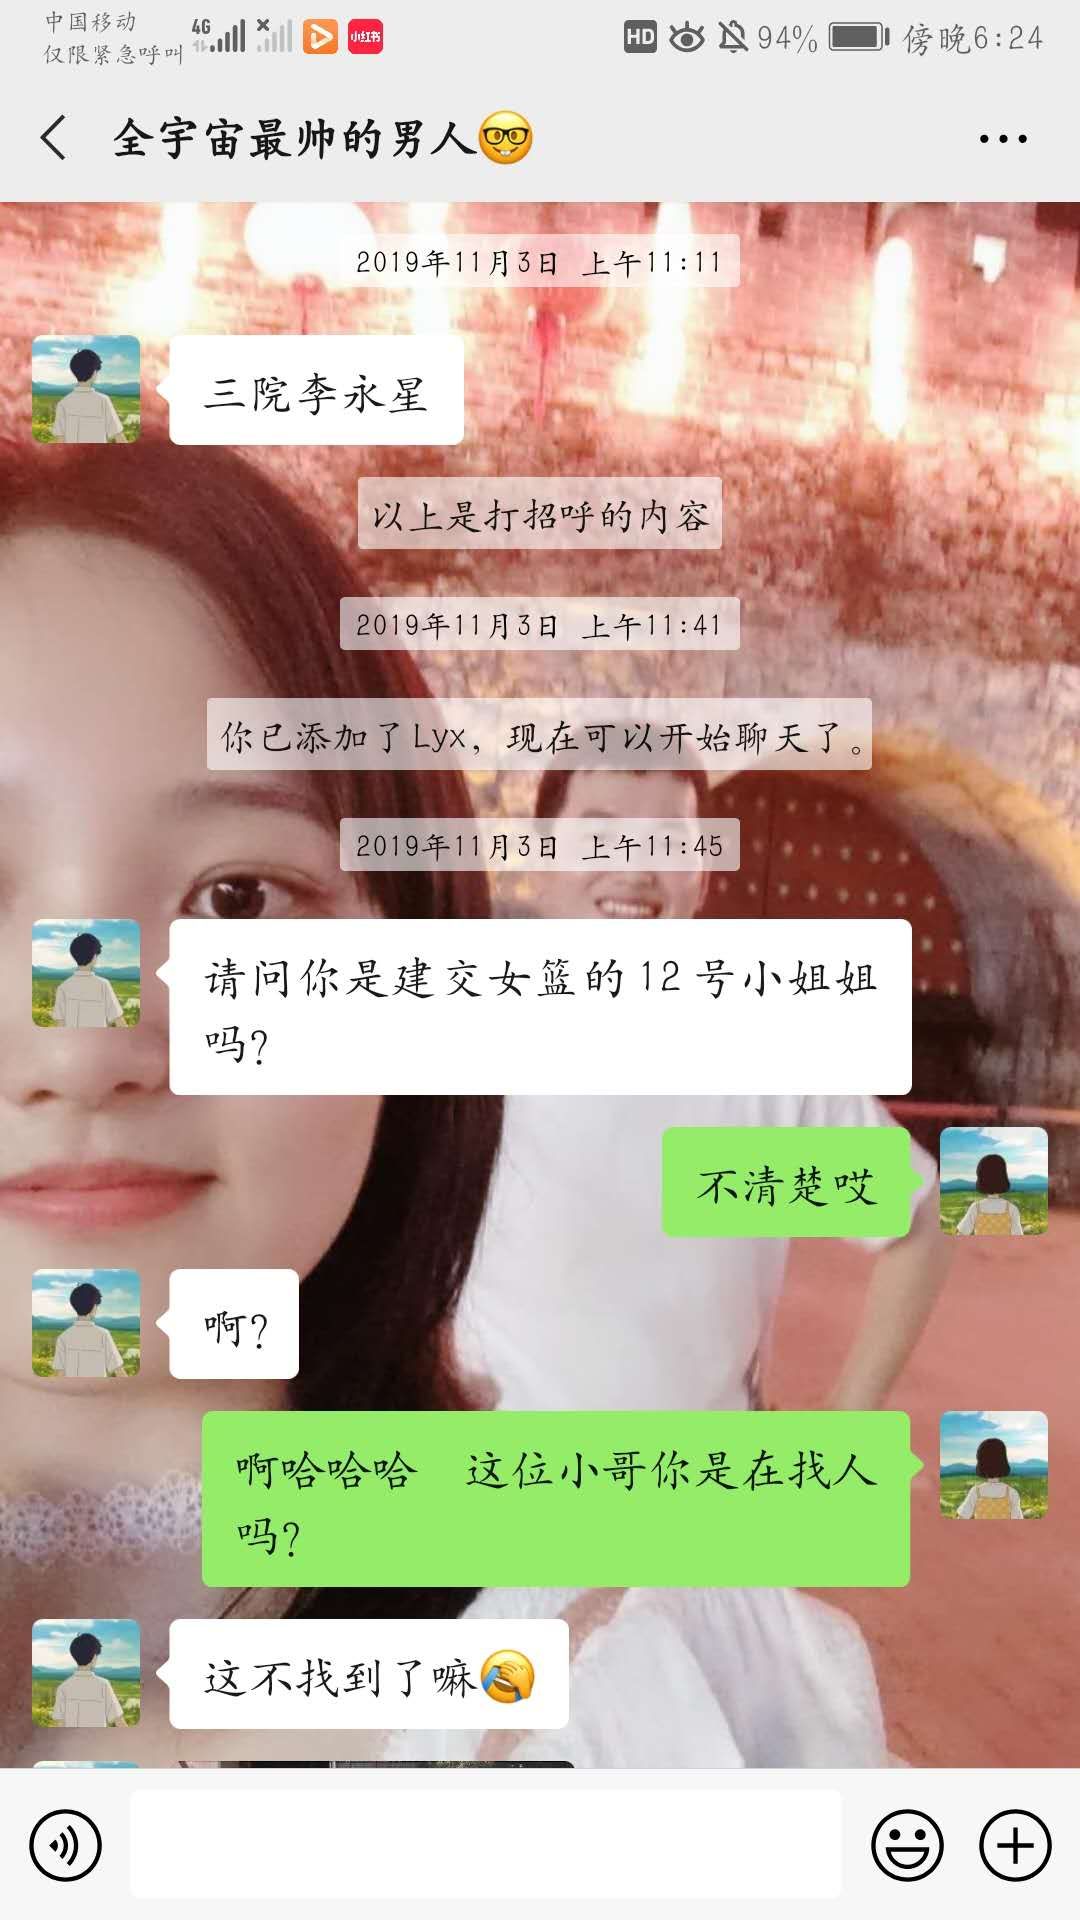 中国移动
仅限紧急呼叫
4G
小红书
HD
94%
傍晚6:24
全宇宙最帅的男人🤓
2019年11月3日 上午11:11
三院李永星
以上是打招呼的内容
2019年11月3日 上午11:41
你已添加了Lyx，现在可以开始聊天了。
2019年11月3日 上午11:45
请问你是建交女篮的12号小姐姐
吗?
不清楚哎
啊?
啊哈哈哈 这位小哥你是在找人
吗?
这不找到了嘛🤦